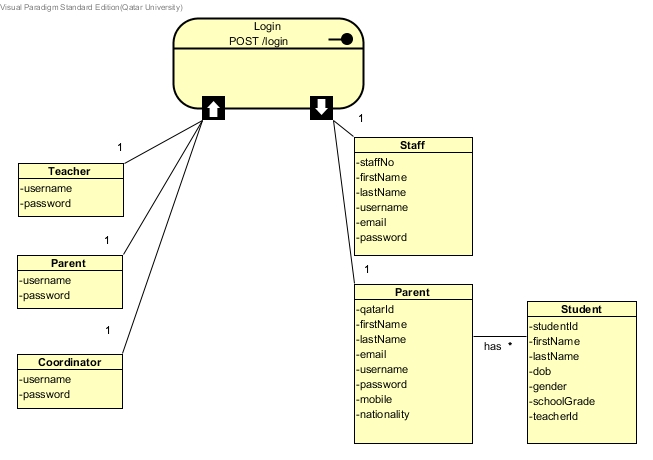 Visual Paradigm Standard Edition(Qatar University)
Login
POST /login
1
Teacher
-username
-password
1
Parent
-username
-password
1
Coordinator
-username
-password
1
Staff
-staffNo
-firstName
-lastName
-username
-email
-password
1
Parent
-qatarId
-firstName
-lastName
-email
-username
-password
-mobile
-nationality
has *
Student
-studentId
-firstName
-lastName
-dob
-gender
-schoolGrade
-teacherId